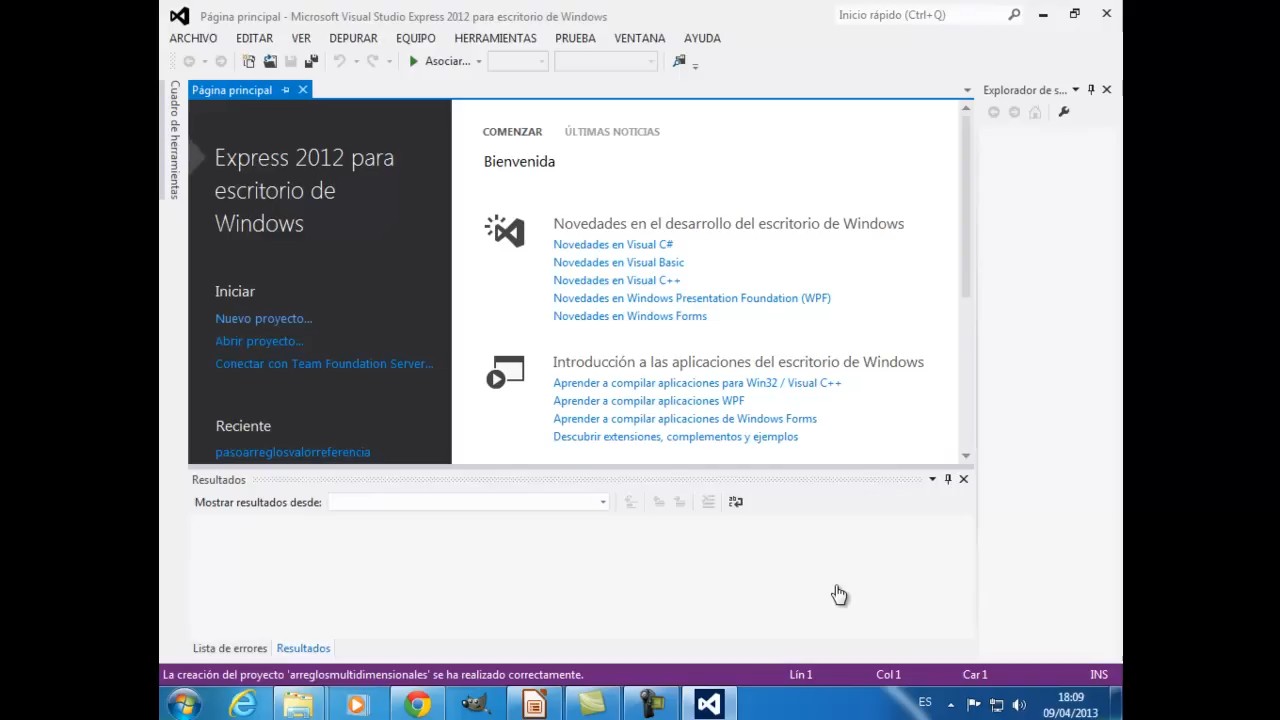 Página principal - Microsoft Visual Studio Express 2012 para escritorio de Windows
Inicio rápido (Ctrl+Q)
ARCHIVO EDITAR VER DEPURAR EQUIPO HERRAMIENTAS PRUEBA VENTANA AYUDA
Asociar...
Cuadro de herramientas
Página principal
Explorador de s...
Express 2012 para
escritorio de
Windows
Iniciar
Nuevo proyecto...
Abrir proyecto...
Conectar con Team Foundation Server...
Reciente
pasoarreglosvalorreferencia
COMENZAR ÚLTIMAS NOTICIAS
Bienvenida
Novedades en el desarrollo del escritorio de Windows
Novedades en Visual C#
Novedades en Visual Basic
Novedades en Visual C++
Novedades en Windows Presentation Foundation (WPF)
Novedades en Windows Forms
Introducción a las aplicaciones del escritorio de Windows
Aprender a compilar aplicaciones para Win32 / Visual C++
Aprender a compilar aplicaciones WPF
Aprender a compilar aplicaciones de Windows Forms
Descubrir extensiones, complementos y ejemplos
Resultados
Mostrar resultados desde:
Lista de errores Resultados
La creación del proyecto 'arreglosmultidimensionales' se ha realizado correctamente.
Lín 1 Col 1 Car 1 INS
ES
18:09
09/04/2013